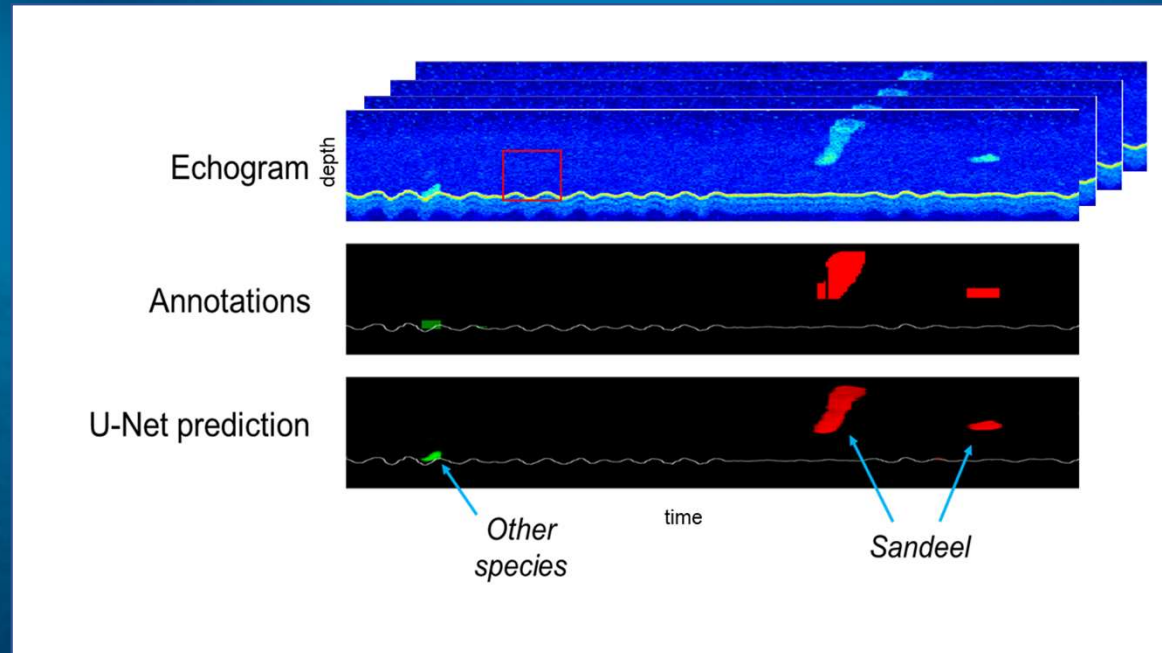 Echogram
depth
Annotations
U-Net prediction
time
Other
species
Sandeel